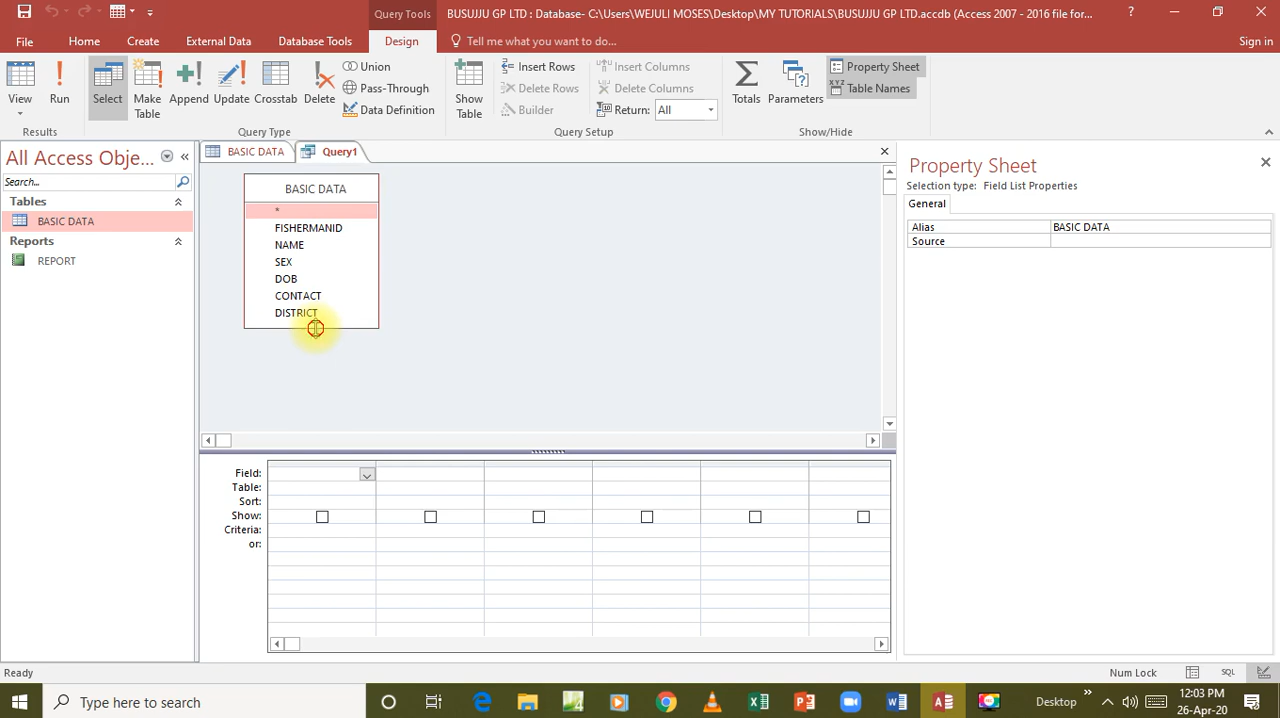 Query Tools
BUSUJJU GP LTD : Database- C:\Users\WEJULI MOSES\Desktop\MY TUTORIALS\BUSUJJU GP LTD.accdb (Access 2007 - 2016 file for...
?
File
Home
Create
External Data
Database Tools
Design
Tell me what you want to do...
Sign in
View
Run
Select
Make
Table
Append
Update
Crosstab
Delete
Union
Pass-Through
Data Definition
Show
Table
Insert Rows
Delete Rows
Builder
Insert Columns
Delete Columns
Return: All
Totals
Parameters
Property Sheet
XYZ
Table Names
Results
Query Type
Query Setup
Show/Hide
All Access Obje...
Search...
Tables
BASIC DATA
Reports
REPORT
BASIC DATA
Query1
BASIC DATA
*
FISHERMANID
NAME
SEX
DOB
CONTACT
DISTRICT
Field:
Table:
Sort:
Show:
Criteria:
or:
Property Sheet
Selection type: Field List Properties
General
Alias BASIC DATA
Source
Ready
Num Lock
SQL
Type here to search
Desktop
12:03 PM
26-Apr-20